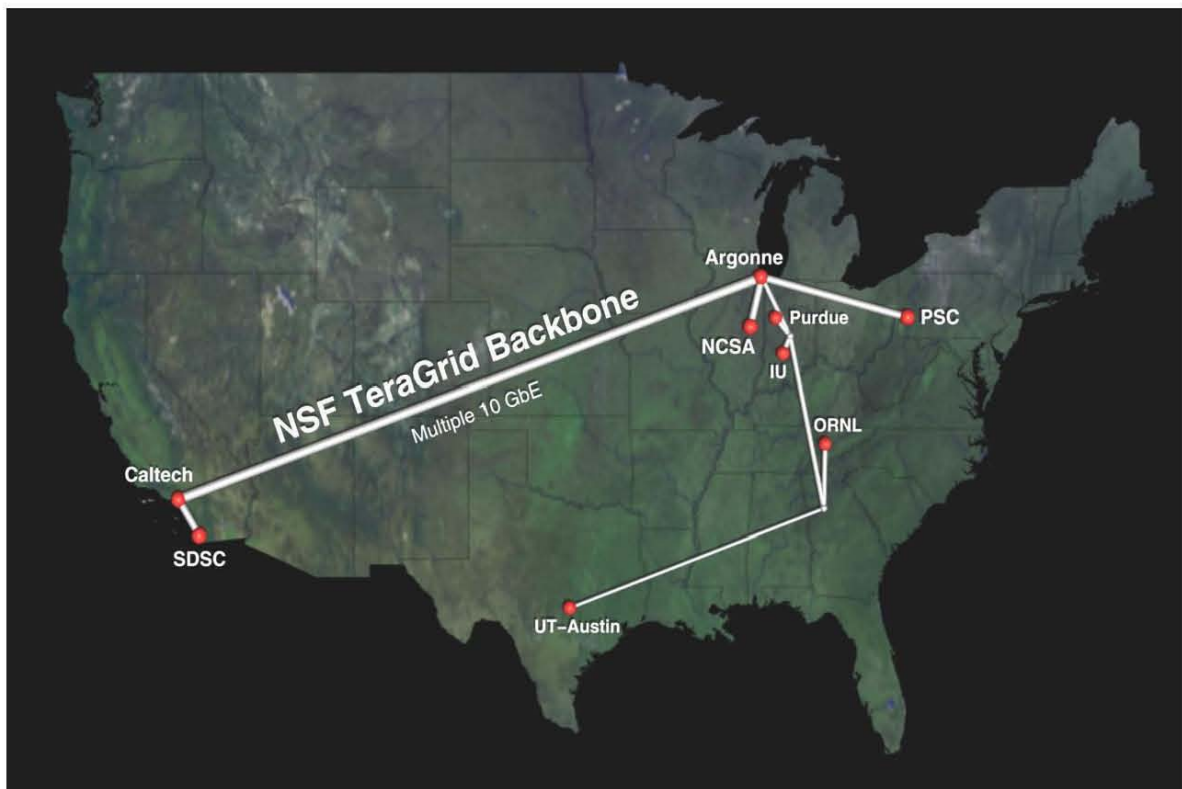 Argonne
NSF TeraGrid Backbone
Multiple 10 GbE
Purdue
PSC
NCSA
IU
ORNL
Caltech
SDSC
UT–Austin